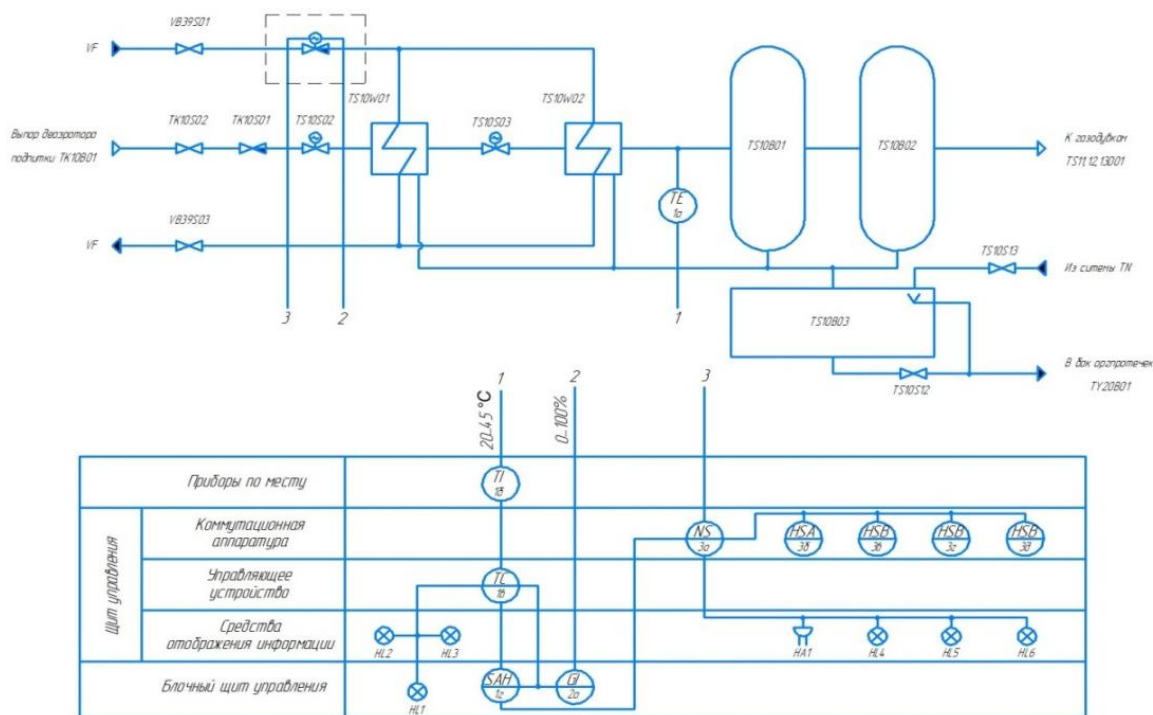 VB39S01
VF
TS10W01
TS10W02
TK10S02
TK10S01
TS10S02
TS10S03
Выпар деаэратора
подпитки TK10B01
TS10B01
TS10B02
К газодувкам
TS11,12,13D01
TE
1а
VB39S03
VF
TS10S13
Из ситемы TN
3
2
1
TS10B03
TS10S12
В бак оргпротечек
TY20B01
1
2
3
20...45 °C
0...100%
Приборы по месту
TI
1б
Щит управления
Коммутационная
аппаратура
NS
3а
HSA
3б
HSB
3в
HSB
3г
HSB
3д
Управляющее
устройство
TC
1в
Средства
отображения информации
HL2
HL3
HA1
HL4
HL5
HL6
Блочный щит управления
HL1
SAH
1г
GI
2а